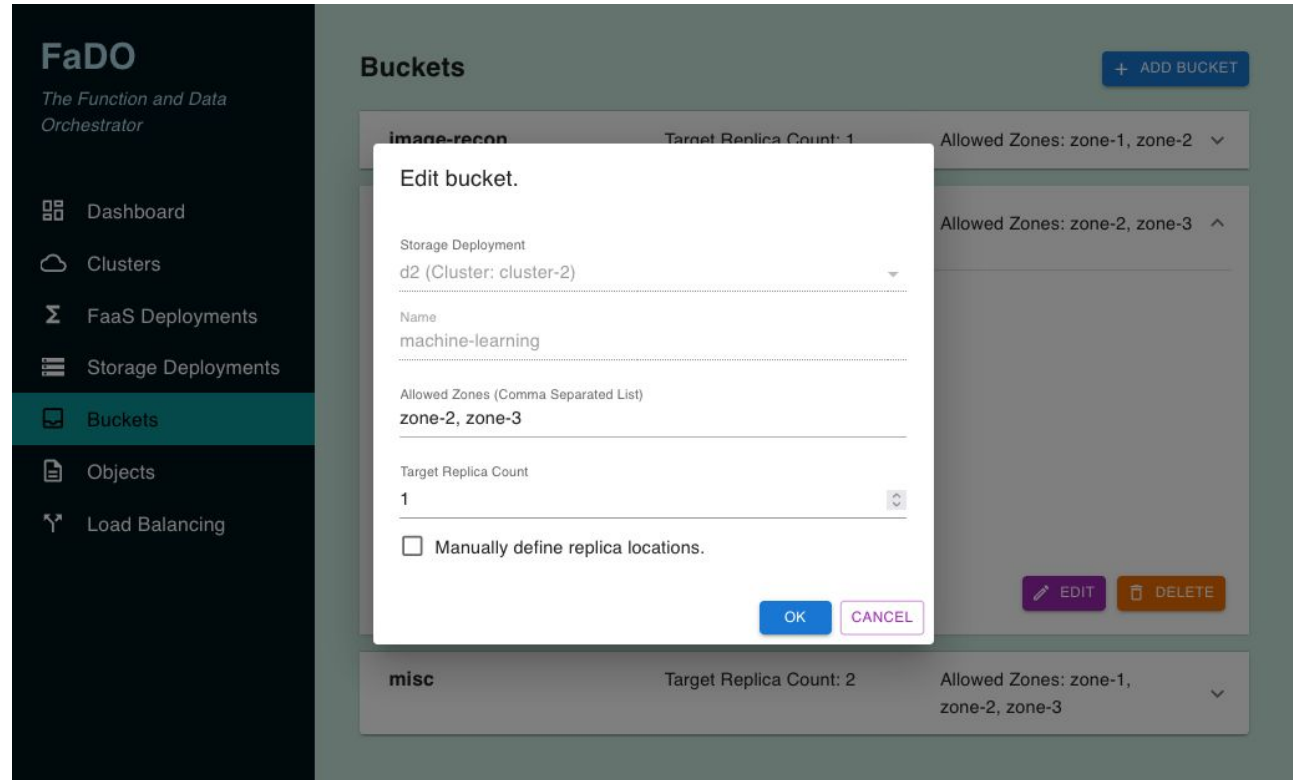 FaDO
The Function and Data
Orchestrator
Dashboard
Clusters
FaaS Deployments
Storage Deployments
Buckets
Objects
Load Balancing
Buckets
+ ADD BUCKET
image-recon
Target Replica Count: 1
Allowed Zones: zone-1, zone-2
Allowed Zones: zone-2, zone-3
Edit bucket.
Storage Deployment
d2 (Cluster: cluster-2)
Name
machine-learning
Allowed Zones (Comma Separated List)
zone-2, zone-3
Target Replica Count
1
Manually define replica locations.
OK
CANCEL
EDIT
DELETE
misc
Target Replica Count: 2
Allowed Zones: zone-1,
zone-2, zone-3